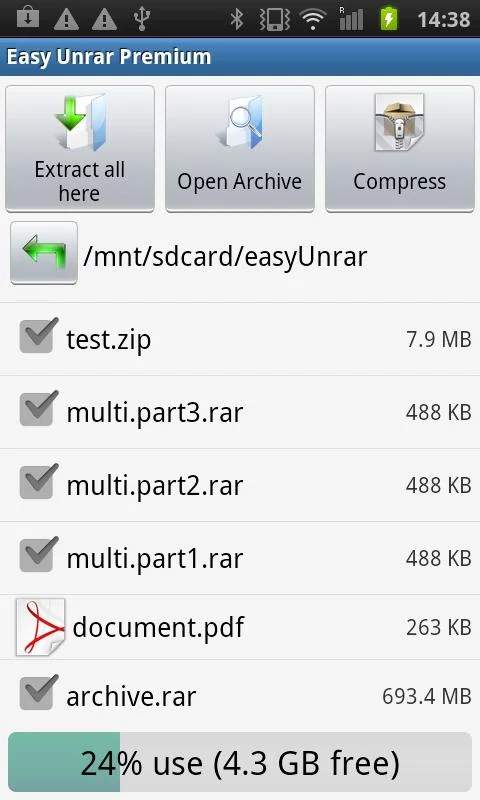 R
14:38
Easy Unrar Premium
Extract all
here
Open Archive
Compress
/mnt/sdcard/easyUnrar
test.zip 7.9 MB
multi.part3.rar 488 KB
multi.part2.rar 488 KB
multi.part1.rar 488 KB
document.pdf 263 KB
archive.rar 693.4 MB
24% use (4.3 GB free)